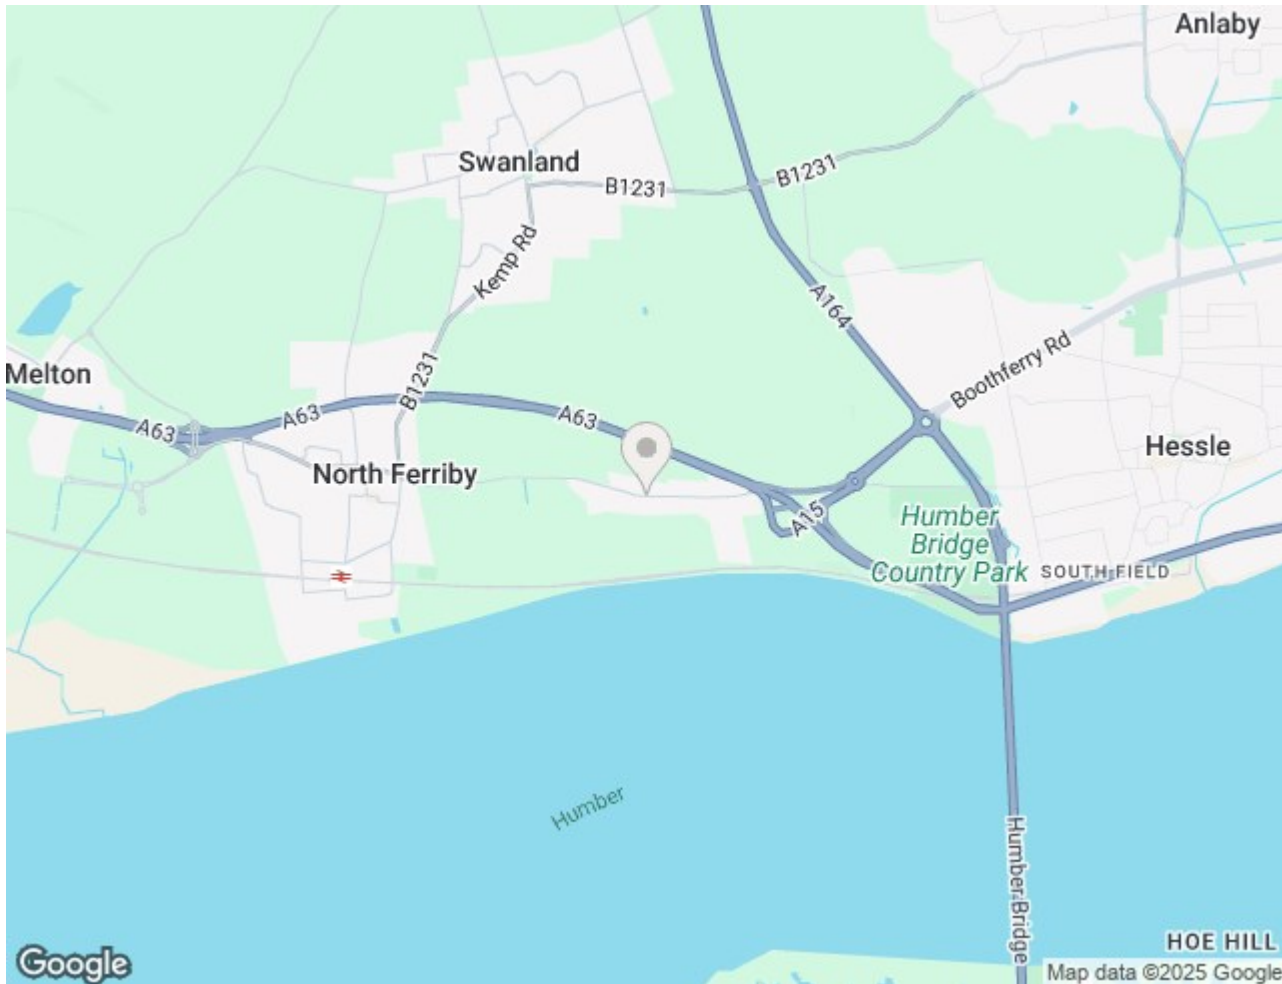 Anlaby
Swanland
B1231
B1231
Kemp Rd
A164
Boothferry Rd
Melton
B1231
A63
A63
A63
Hessle
North Ferriby
A15
Humber
Bridge
Country Park
SOUTH FIELD
Humber
Humber Bridge
HOE HILL
Google
Map data ©2025 Google